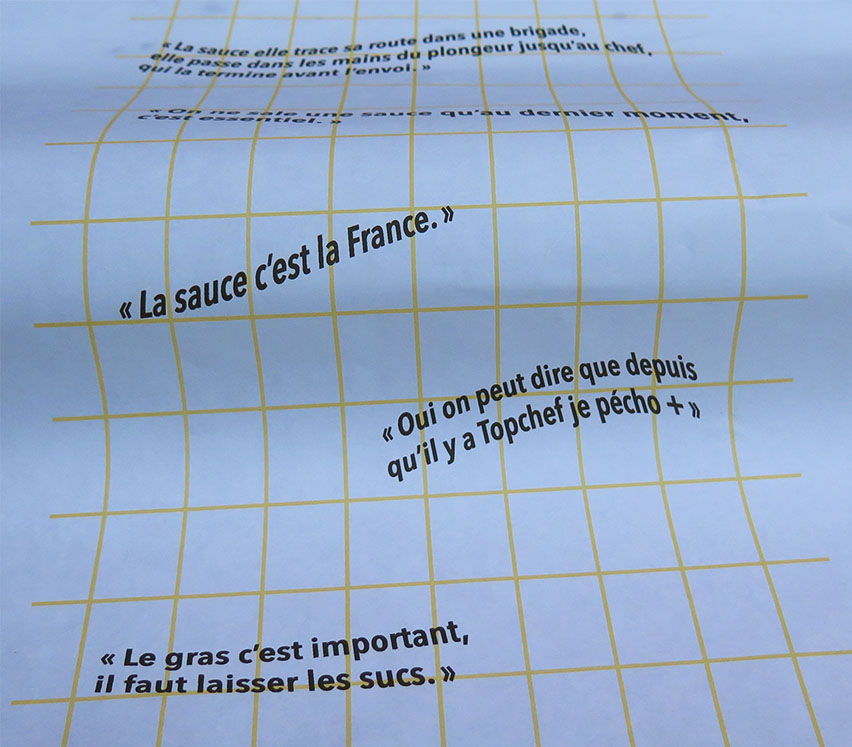 « La sauce elle trace sa route dans une brigade,
elle passe dans les mains du plongeur jusqu'au chef,
qui la termine avant l'envoi. »
« On ne sale une sauce qu'au dernier moment,
c'est essentiel. »
« La sauce c'est la France. »
« Oui on peut dire que depuis
qu'il y a Topchef je pécho + »
« Le gras c'est important,
il faut laisser les sucs. »